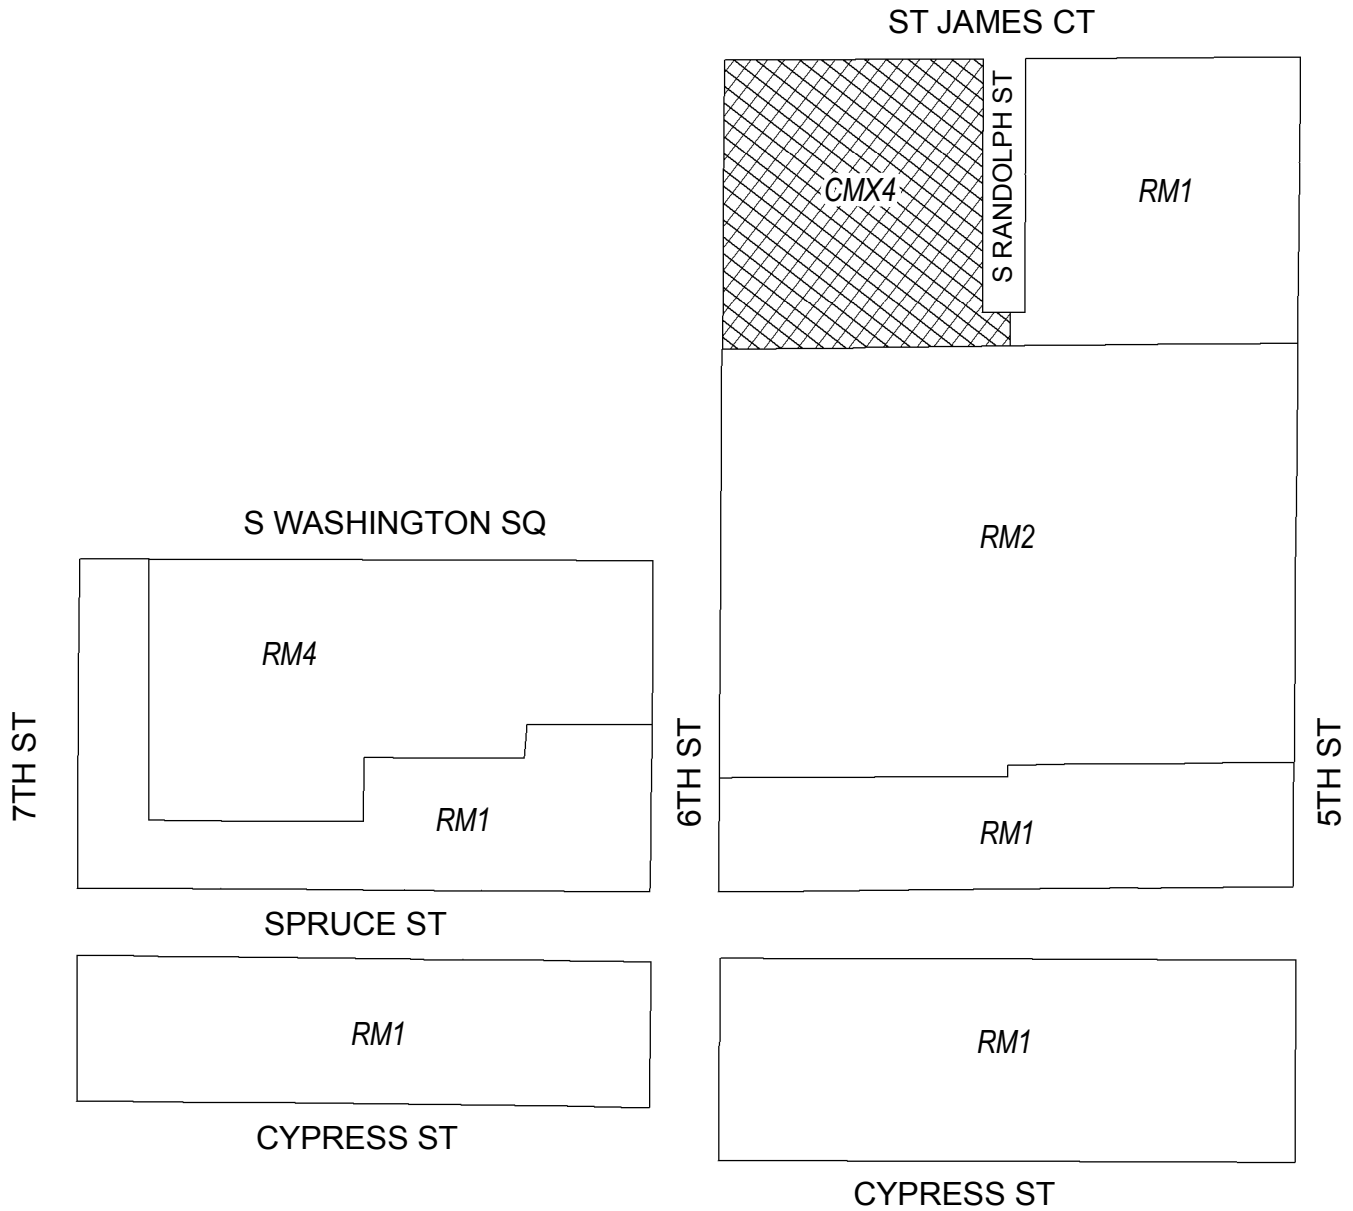 ST JAMES CT
S RANDOLPH ST
CMX4
RM1
S WASHINGTON SQ
RM2
RM4
7TH ST
6TH ST
5TH ST
RM1
RM1
SPRUCE ST
RM1
RM1
CYPRESS ST
CYPRESS ST